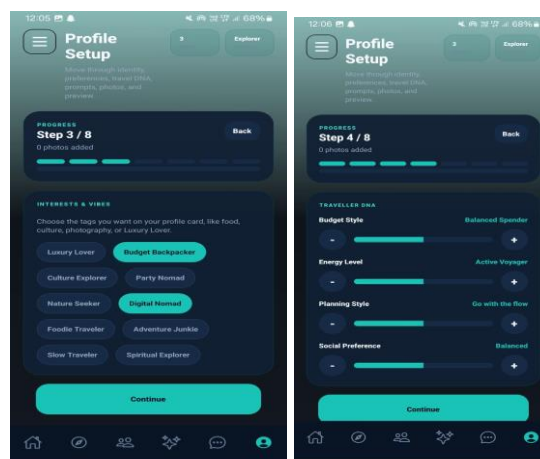 12:05
68%
Profile
Setup
3
Explorer
Move through identity,
preferences, travel DNA,
prompts, photos, and
preview.
PROGRESS
Step 3 / 8
Back
0 photos added
INTERESTS & VIBES
Choose the tags you want on your profile card, like food,
culture, photography, or Luxury Lover.
Luxury Lover
Budget Backpacker
Culture Explorer
Party Nomad
Nature Seeker
Digital Nomad
Foodie Traveler
Adventure Junkie
Slow Traveler
Spiritual Explorer
Continue
12:06
68%
Profile
Setup
3
Explorer
Move through identity,
preferences, travel DNA,
prompts, photos, and
preview.
PROGRESS
Step 4 / 8
Back
0 photos added
TRAVELLER DNA
Budget Style
Balanced Spender
-
+
Energy Level
Active Voyager
-
+
Planning Style
Go with the flow
-
+
Social Preference
Balanced
-
+
Continue